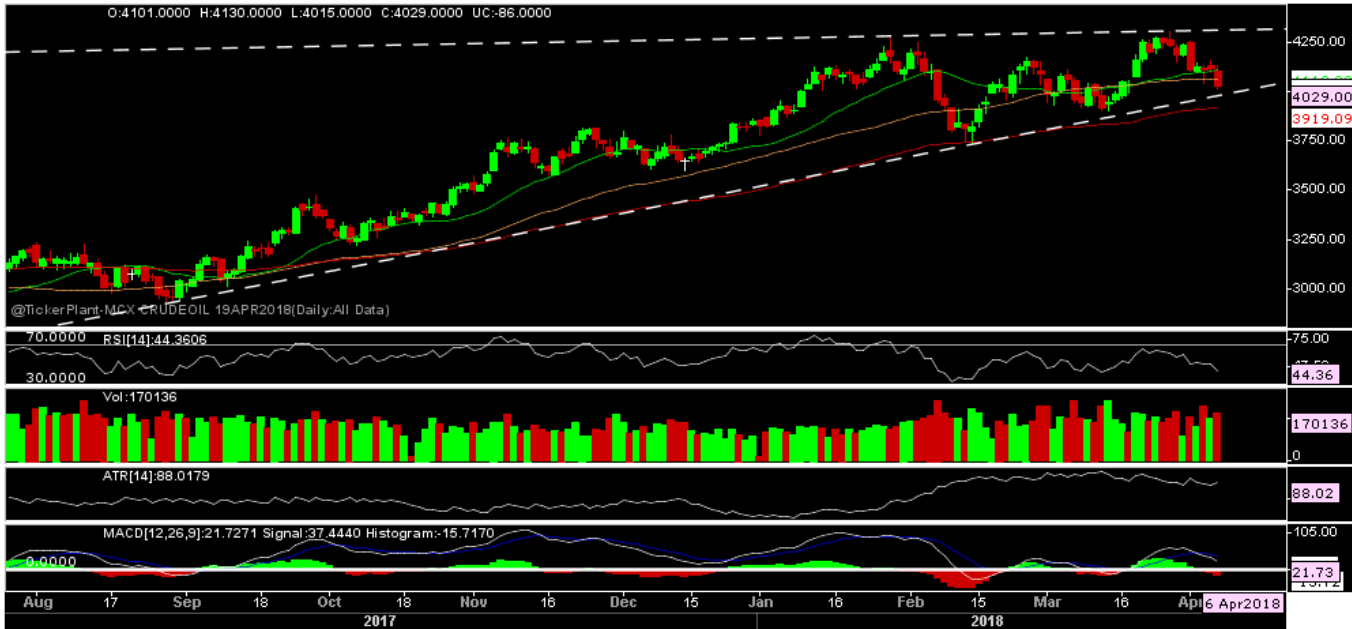 O:4101.0000 H:4130.0000 L:4015.0000 C:4029.0000 UC:-86.0000
4250.00
4029.00
3919.09
3750.00
3500.00
3250.00
3000.00
@TickerPlant-MCX CRUDEOIL 19APR2018(Daily:All Data)
70.0000 RSI[14]:44.3606 75.00
30.0000 44.36
Vol:170136
170136
0
ATR[14]:88.0179
88.02
MACD[12,26,9]:21.7271 Signal:37.4440 Histogram:-15.7170 105.00
0.0000
21.73
Aug 17 Sep 18 Oct 18 Nov 16 Dec 15 Jan 16 Feb 15 Mar 16 Apr 6 Apr2018
2017 2018